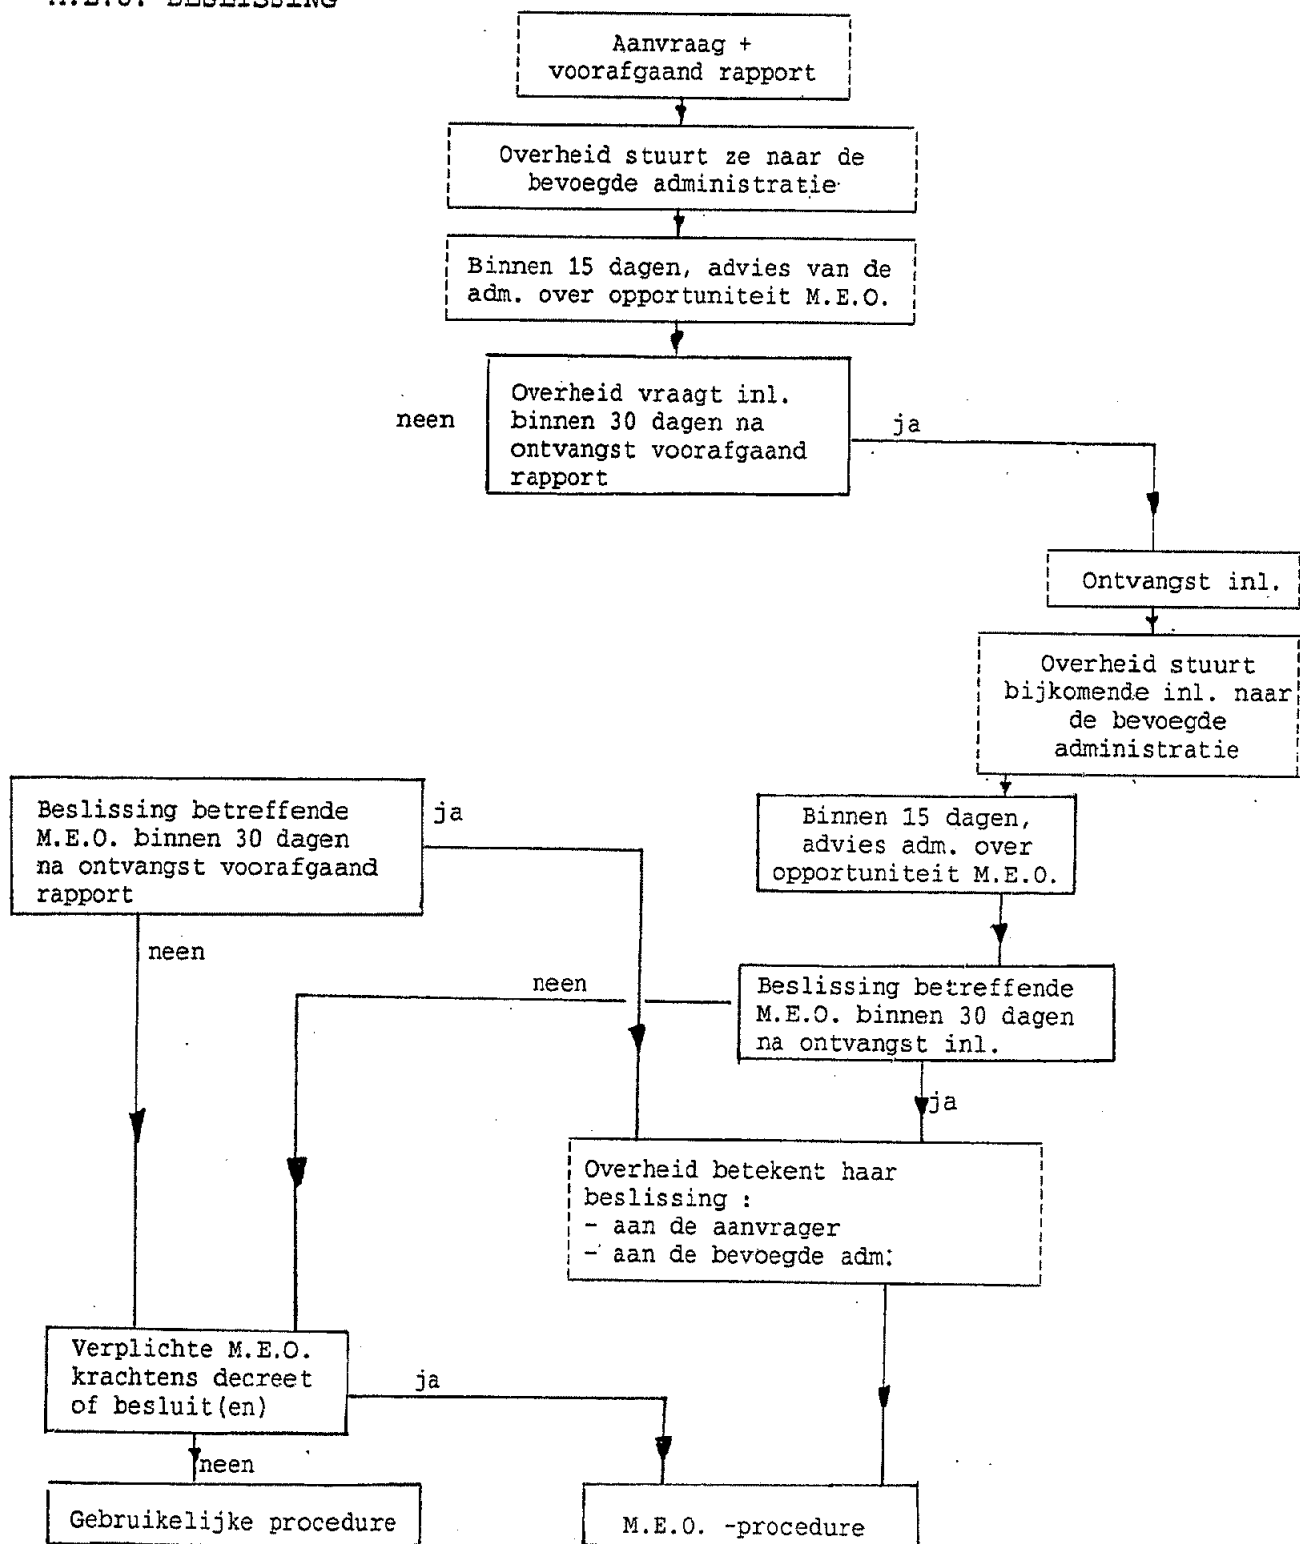 M.E.O. BESLISSING
Aanvraag +
voorafgaand rapport
Overheid stuurt ze naar de
bevoegde administratie
Binnen 15 dagen, advies van de
adm. over opportuniteit M.E.O.
Overheid vraagt inl.
binnen 30 dagen na
ontvangst voorafgaand
rapport
neen
ja
Ontvangst inl.
Overheid stuurt
bijkomende inl. naar
de bevoegde
administratie
Beslissing betreffende
M.E.O. binnen 30 dagen
na ontvangst voorafgaand
rapport
ja
Binnen 15 dagen,
advies adm. over
opportuniteit M.E.O.
neen
neen
Beslissing betreffende
M.E.O. binnen 30 dagen
na ontvangst inl.
ja
Overheid betekent haar
beslissing :
- aan de aanvrager
- aan de bevoegde adm.
Verplichte M.E.O.
krachtens decreet
of besluit(en)
ja
neen
Gebruikelijke procedure
M.E.O. -procedure